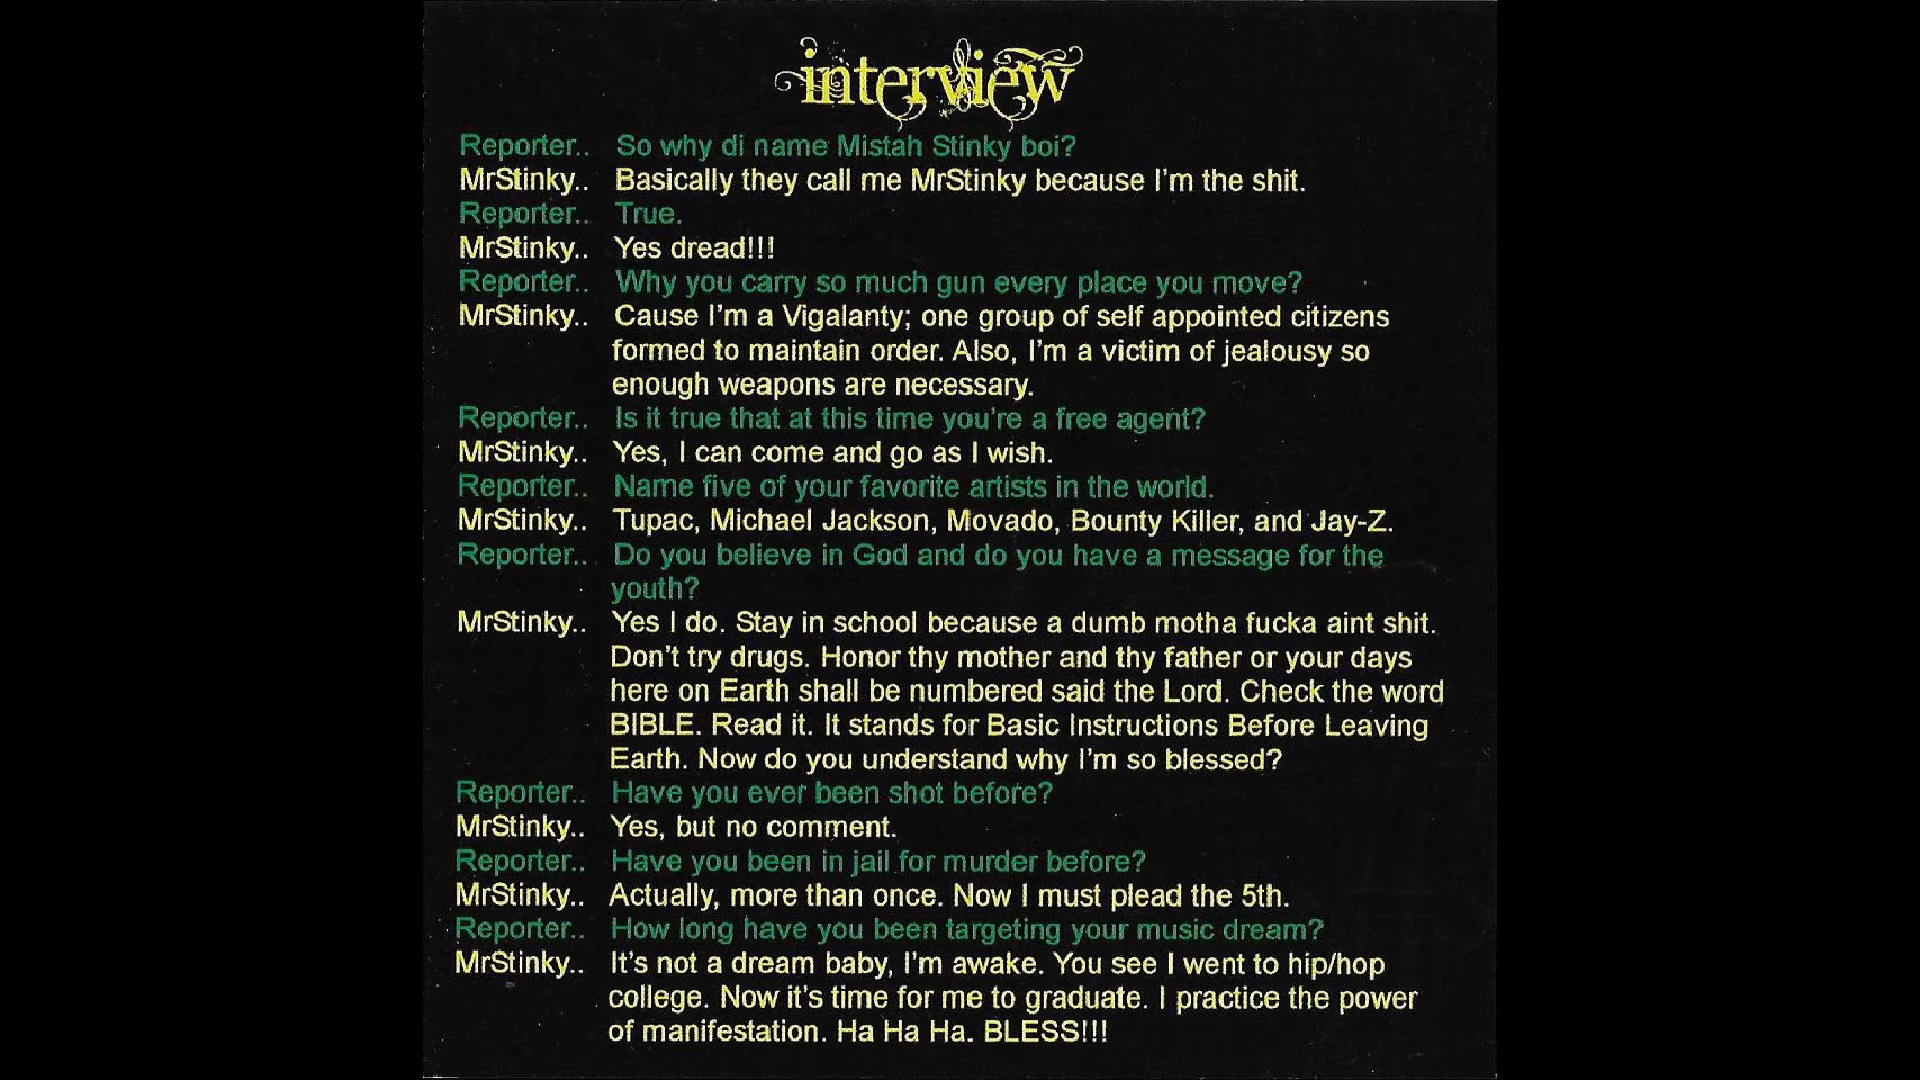 interview
Reporter.. So why di name Mistah Stinky boi?
MrStinky.. Basically they call me MrStinky because I'm the shit.
Reporter.. True.
MrStinky.. Yes dread!!!
Reporter.. Why you carry so much gun every place you move?
MrStinky.. Cause I'm a Vigalanty; one group of self appointed citizens
formed to maintain order. Also, I'm a victim of jealousy so
enough weapons are necessary.
Reporter.. Is it true that at this time you're a free agent?
MrStinky.. Yes, I can come and go as I wish.
Reporter.. Name five of your favorite artists in the world.
MrStinky.. Tupac, Michael Jackson, Movado, Bounty Killer, and Jay-Z.
Reporter.. Do you believe in God and do you have a message for the
youth?
MrStinky.. Yes I do. Stay in school because a dumb motha fucka aint shit.
Don't try drugs. Honor thy mother and thy father or your days
here on Earth shall be numbered said the Lord. Check the word
BIBLE. Read it. It stands for Basic Instructions Before Leaving
Earth. Now do you understand why I'm so blessed?
Reporter.. Have you ever been shot before?
MrStinky.. Yes, but no comment.
Reporter.. Have you been in jail for murder before?
MrStinky.. Actually, more than once. Now I must plead the 5th.
Reporter.. How long have you been targeting your music dream?
MrStinky.. It's not a dream baby, I'm awake. You see I went to hip/hop
college. Now it's time for me to graduate. I practice the power
of manifestation. Ha Ha Ha. BLESS!!!